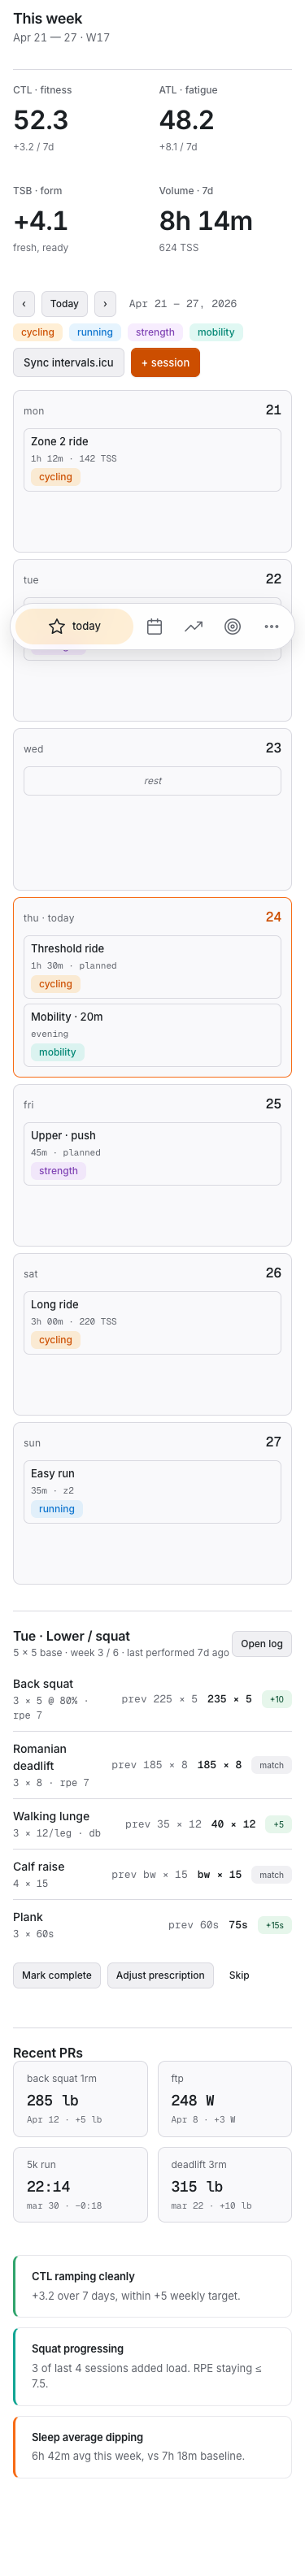 This week
Apr 21 — 27 · W17
CTL · fitness
52.3
+3.2 / 7d
ATL · fatigue
48.2
+8.1 / 7d
TSB · form
+4.1
fresh, ready
Volume · 7d
8h 14m
624 TSS
‹ Today › Apr 21 – 27, 2026
cycling running strength mobility
Sync intervals.icu + session
mon 21
Zone 2 ride
1h 12m · 142 TSS
cycling
tue 22
today
wed 23
rest
thu · today 24
Threshold ride
1h 30m · planned
cycling
Mobility · 20m
evening
mobility
fri 25
Upper · push
45m · planned
strength
sat 26
Long ride
3h 00m · 220 TSS
cycling
sun 27
Easy run
35m · z2
running
Tue · Lower / squat
5 × 5 base · week 3 / 6 · last performed 7d ago
Open log
Back squat
3 × 5 @ 80% ·
rpe 7
prev 225 × 5 235 × 5 +10
Romanian
deadlift
3 × 8 · rpe 7
prev 185 × 8 185 × 8 match
Walking lunge
3 × 12/leg · db
prev 35 × 12 40 × 12 +5
Calf raise
4 × 15
prev bw × 15 bw × 15 match
Plank
3 × 60s
prev 60s 75s +15s
Mark complete Adjust prescription Skip
Recent PRs
back squat 1rm
285 lb
Apr 12 · +5 lb
ftp
248 W
Apr 8 · +3 W
5k run
22:14
mar 30 · −0:18
deadlift 3rm
315 lb
mar 22 · +10 lb
CTL ramping cleanly
+3.2 over 7 days, within +5 weekly target.
Squat progressing
3 of last 4 sessions added load. RPE staying ≤
7.5.
Sleep average dipping
6h 42m avg this week, vs 7h 18m baseline.